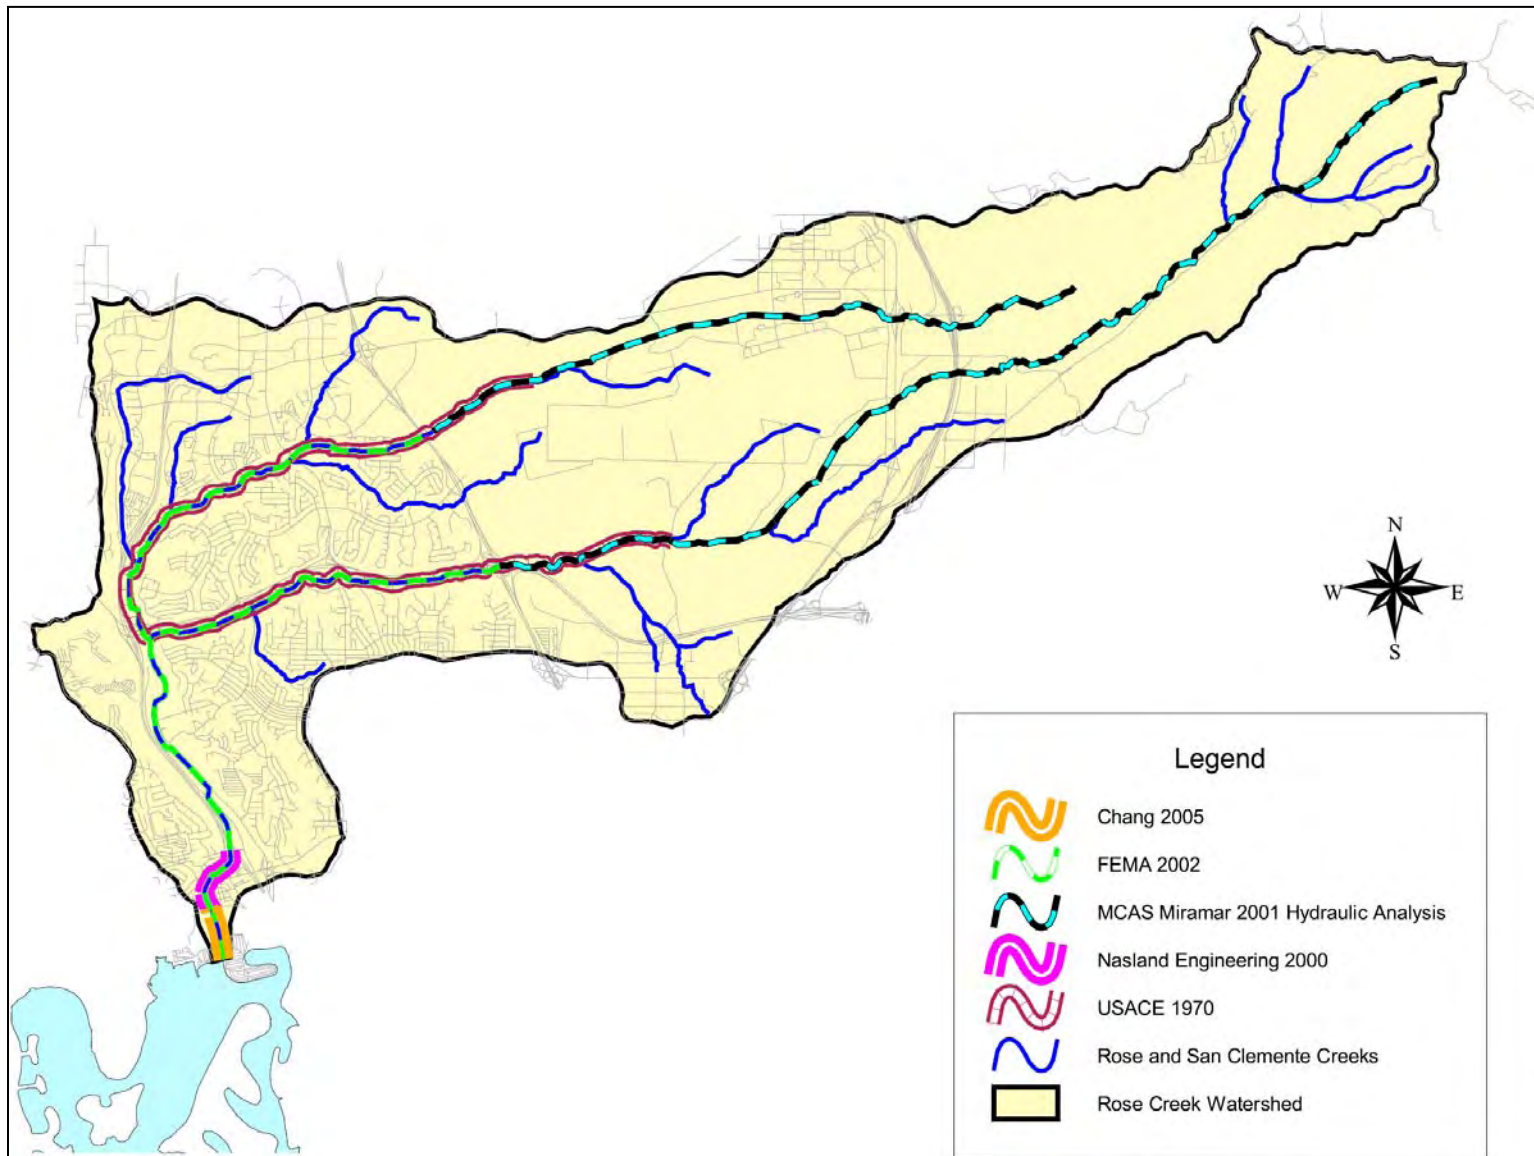 N
W E
S
Legend
Chang 2005
FEMA 2002
MCAS Miramar 2001 Hydraulic Analysis
Nasland Engineering 2000
USACE 1970
Rose and San Clemente Creeks
Rose Creek Watershed